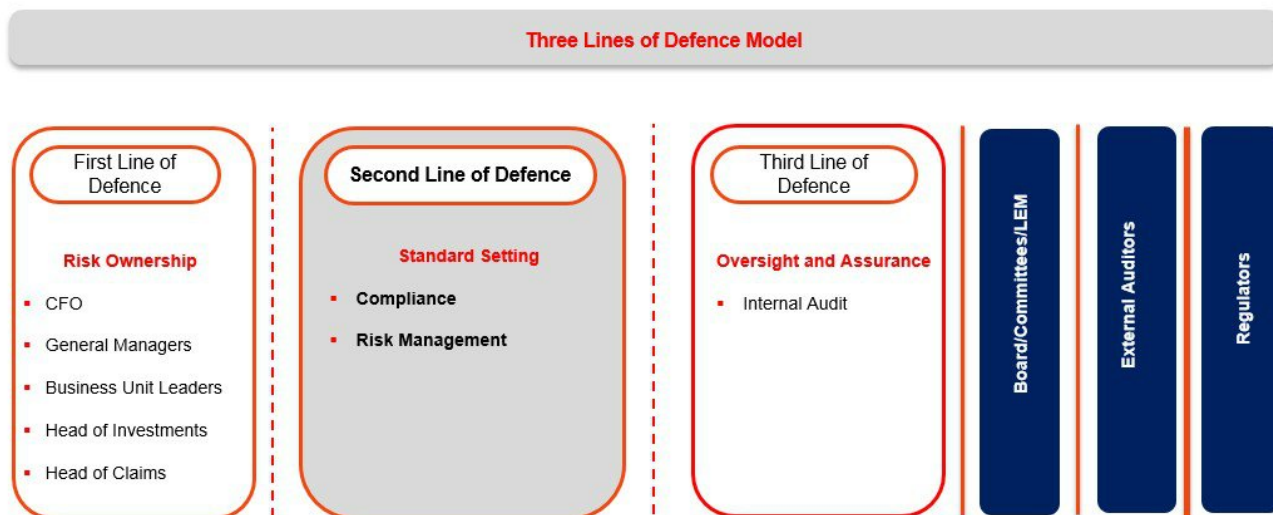 Three Lines of Defence Model
First Line of
Defence
Risk Ownership
CFO
General Managers
Business Unit Leaders
Head of Investments
Head of Claims
Second Line of Defence
Standard Setting
Compliance
Risk Management
Third Line of
Defence
Oversight and Assurance
Internal Audit
Board/Committees/LEM
External Auditors
Regulators